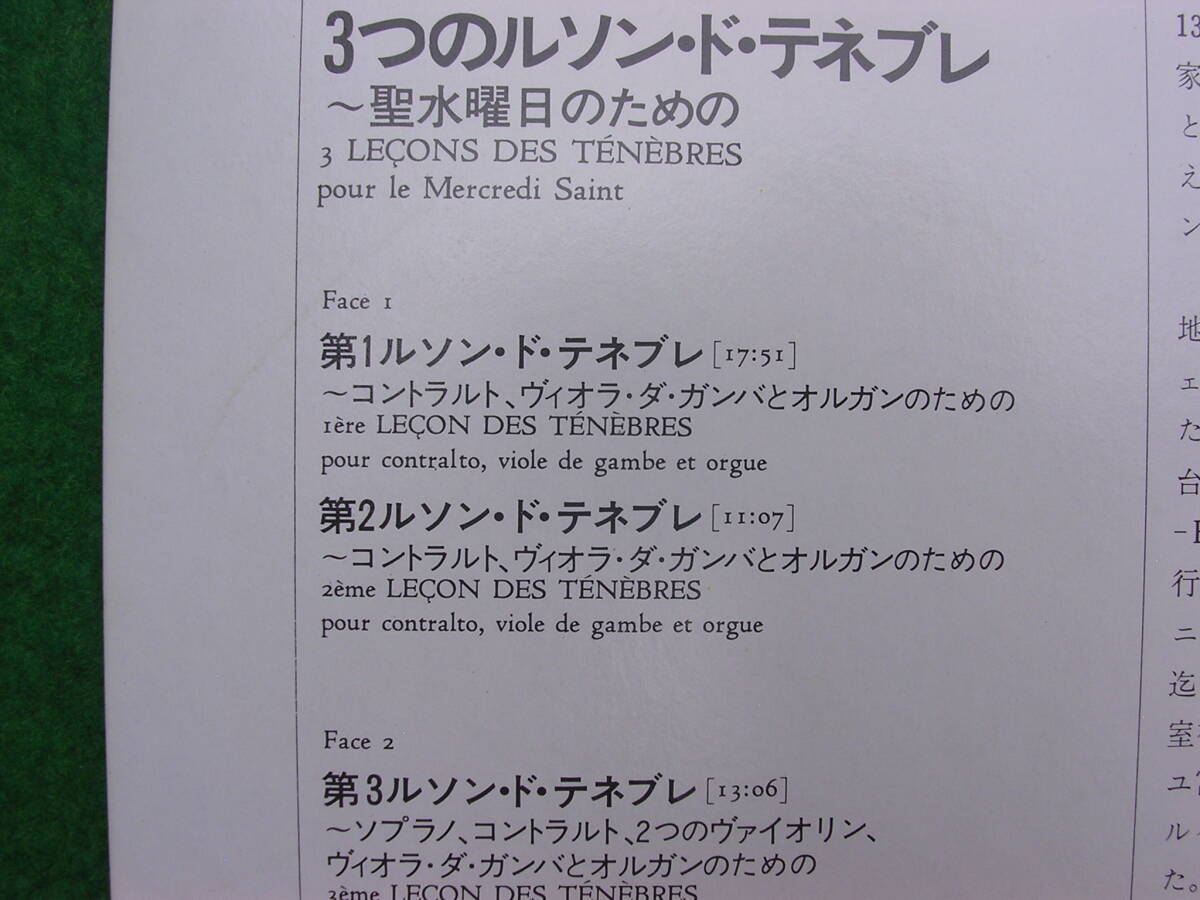 3つのルソン・ド・テネブレ
～聖水曜日のための
3 LEÇONS DES TÉNÈBRES
pour le Mercredi Saint
Face 1
第1ルソン・ド・テネブレ[17:51]
～コントラルト、ヴィオラ・ダ・ガンバとオルガンのための
1ère LEÇON DES TÉNÈBRES
pour contralto, viole de gambe et orgue
第2ルソン・ド・テネブレ[11:07]
～コントラルト、ヴィオラ・ダ・ガンバとオルガンのための
2ème LEÇON DES TÉNÈBRES
pour contralto, viole de gambe et orgue
Face 2
第3ルソン・ド・テネブレ[13:06]
～ソプラノ、コントラルト、2つのヴァイオリン、
ヴィオラ・ダ・ガンバとオルガンのための
3ème LEÇON DES TÉNÈBRES
13
家
と
え
ン
地
ェ
た
台
行
ニ
迄
室
ユ
ル
た。